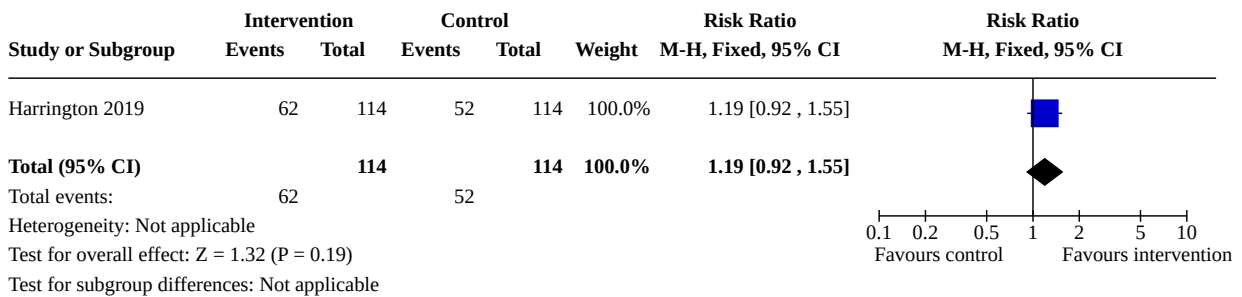 Intervention Control Risk Ratio Risk Ratio
Study or Subgroup Events Total Events Total Weight M-H, Fixed, 95% CI M-H, Fixed, 95% CI
Harrington 2019 62 114 52 114 100.0% 1.19 [0.92 , 1.55]
Total (95% CI) 114 114 100.0% 1.19 [0.92 , 1.55]
Total events: 62 52
Heterogeneity: Not applicable
0.1 0.2 0.5 1 2 5 10
Test for overall effect: Z = 1.32 (P = 0.19) Favours control Favours intervention
Test for subgroup differences: Not applicable